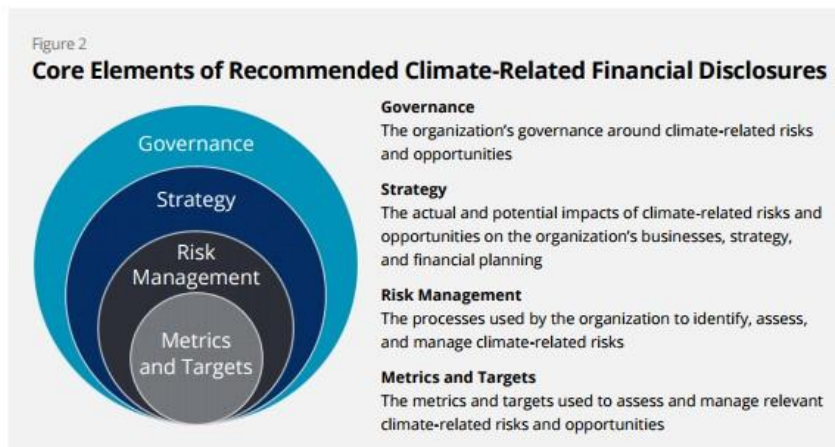 Figure 2
Core Elements of Recommended Climate-Related Financial Disclosures
Governance
Strategy
Risk
Management
Metrics
and Targets
Governance
The organization's governance around climate-related risks
and opportunities
Strategy
The actual and potential impacts of climate-related risks and
opportunities on the organization's businesses, strategy,
and financial planning
Risk Management
The processes used by the organization to identify, assess,
and manage climate-related risks
Metrics and Targets
The metrics and targets used to assess and manage relevant
climate-related risks and opportunities